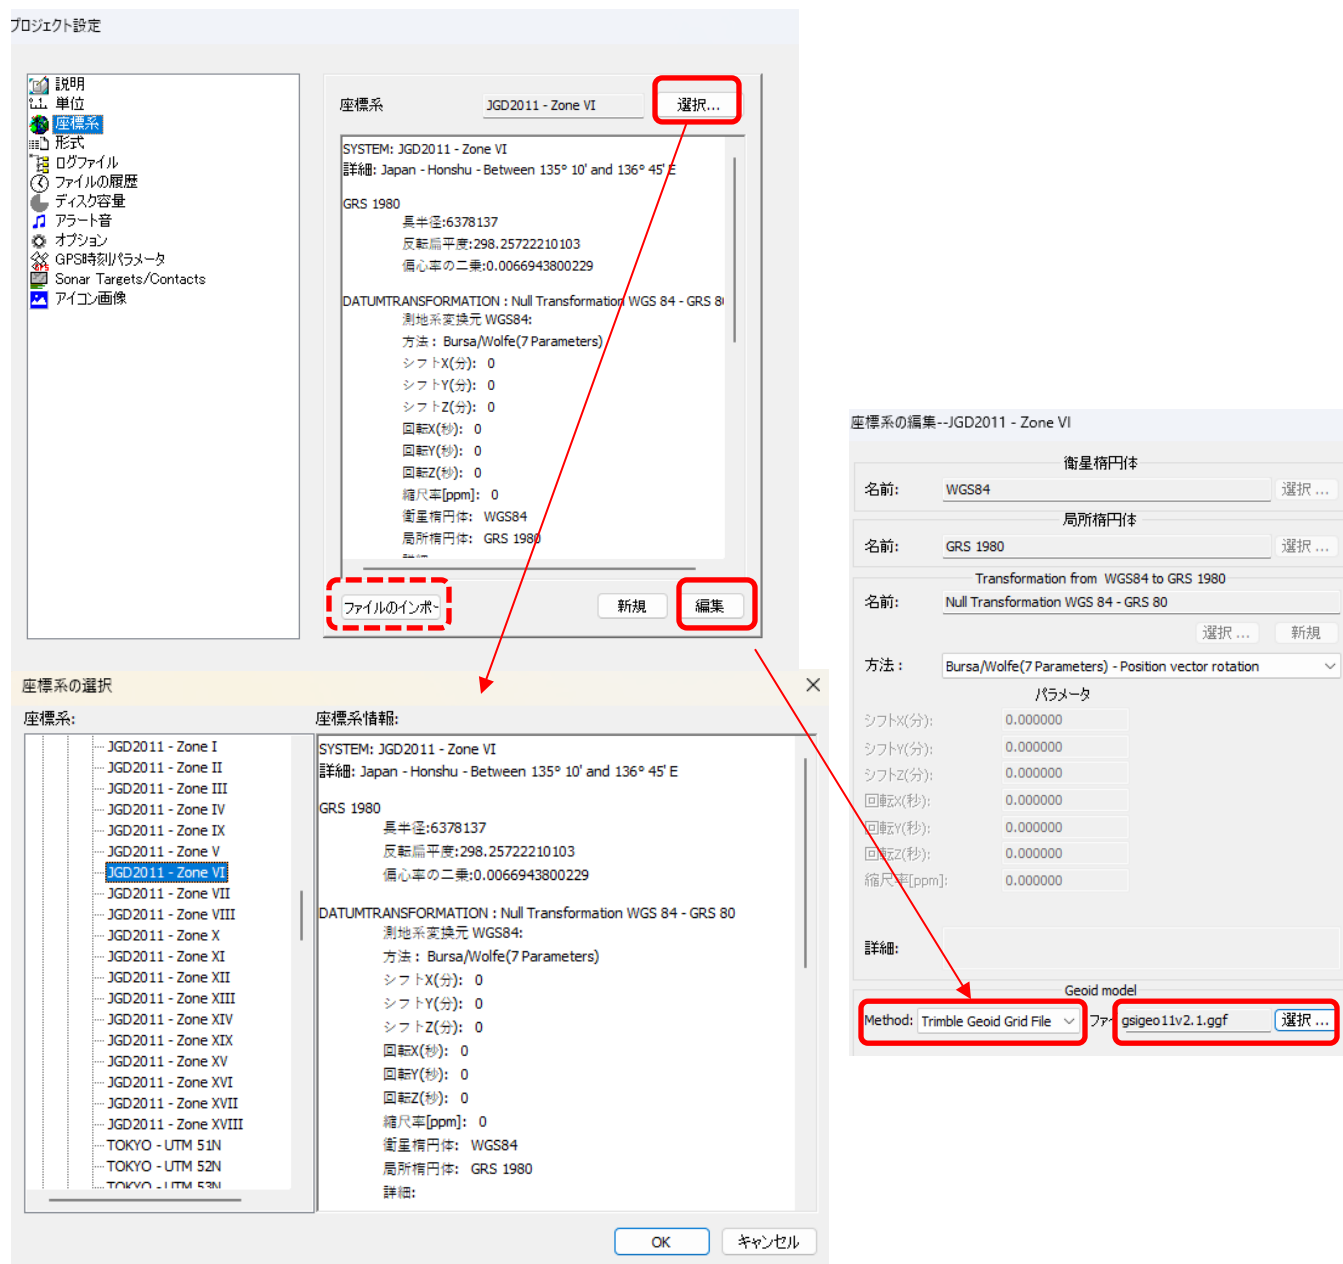 プロジェクト設定
説明
単位
座標系
形式
ログファイル
ファイルの履歴
ディスク容量
アラート音
オプション
GPS時刻パラメータ
Sonar Targets/Contacts
アイコン画像
座標系
JGD2011 - Zone VI
選択...
SYSTEM: JGD2011 - Zone VI
詳細: Japan - Honshu - Between 135° 10' and 136° 45' E
GRS 1980
長半径:6378137
反転扁平度:298.25722210103
偏心率の二乗:0.0066943800229
DATUMTRANSFORMATION : Null Transformation WGS 84 - GRS 8
測地系変換元 WGS84:
方法 : Bursa/Wolfe(7 Parameters)
シフトX(分): 0
シフトY(分): 0
シフトZ(分): 0
回転X(秒): 0
回転Y(秒): 0
回転Z(秒): 0
縮尺率[ppm]: 0
衛星楕円体: WGS84
局所楕円体: GRS 1980
ファイルのインポ
新規
編集
座標系の選択
座標系:
JGD2011 - Zone I
JGD2011 - Zone II
JGD2011 - Zone III
JGD2011 - Zone IV
JGD2011 - Zone IX
JGD2011 - Zone V
JGD2011 - Zone VI
JGD2011 - Zone VII
JGD2011 - Zone VIII
JGD2011 - Zone X
JGD2011 - Zone XI
JGD2011 - Zone XII
JGD2011 - Zone XIII
JGD2011 - Zone XIV
JGD2011 - Zone XIX
JGD2011 - Zone XV
JGD2011 - Zone XVI
JGD2011 - Zone XVII
JGD2011 - Zone XVIII
TOKYO - UTM 51N
TOKYO - UTM 52N
TOKYO - UTM 53N
座標系情報:
SYSTEM: JGD2011 - Zone VI
詳細: Japan - Honshu - Between 135° 10' and 136° 45' E
GRS 1980
長半径:6378137
反転扁平度:298.25722210103
偏心率の二乗:0.0066943800229
DATUMTRANSFORMATION : Null Transformation WGS 84 - GRS 80
測地系変換元 WGS84:
方法 : Bursa/Wolfe(7 Parameters)
シフトX(分): 0
シフトY(分): 0
シフトZ(分): 0
回転X(秒): 0
回転Y(秒): 0
回転Z(秒): 0
縮尺率[ppm]: 0
衛星楕円体: WGS84
局所楕円体: GRS 1980
詳細:
OK
キャンセル
座標系の編集--JGD2011 - Zone VI
衛星楕円体
名前: WGS84 選択 ...
局所楕円体
名前: GRS 1980 選択 ...
Transformation from WGS84 to GRS 1980
名前: Null Transformation WGS 84 - GRS 80
選択 ... 新規
方法 : Bursa/Wolfe(7 Parameters) - Position vector rotation
パラメータ
シフトX(分): 0.000000
シフトY(分): 0.000000
シフトZ(分): 0.000000
回転X(秒): 0.000000
回転Y(秒): 0.000000
回転Z(秒): 0.000000
縮尺率[ppm]: 0.000000
詳細:
Geoid model
Method: Trimble Geoid Grid File ファ gsigeo11v2.1.ggf 選択 ...